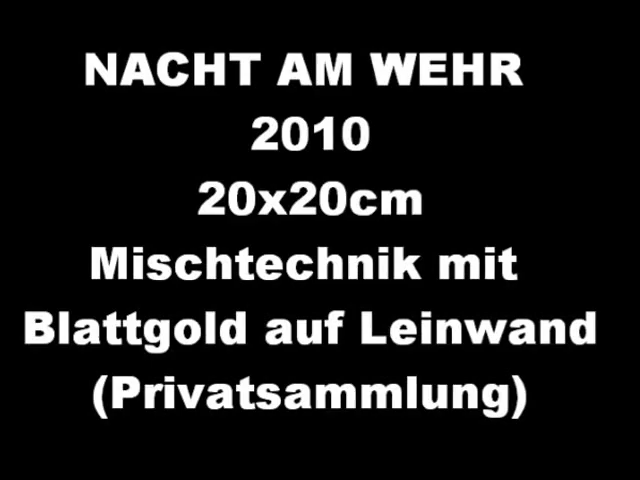 NACHT AM WEHR
2010
20x20cm
Mischtechnik mit
Blattgold auf Leinwand
(Privatsammlung)